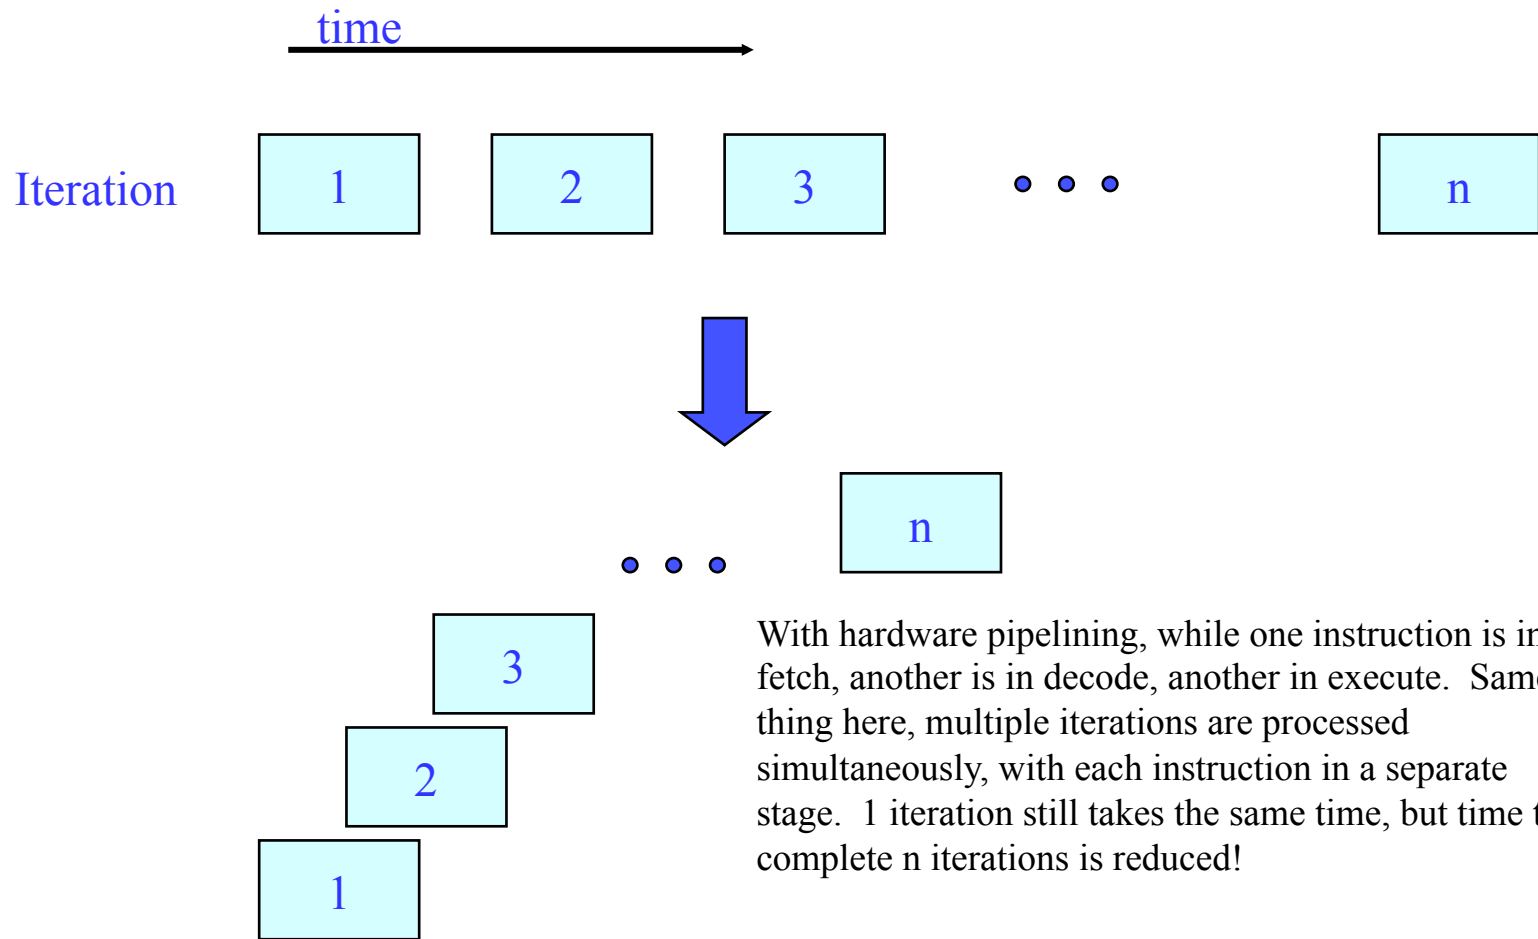 time
Iteration 1 2 3 n
n
3
2
1
With hardware pipelining, while one instruction is in
fetch, another is in decode, another in execute. Same
thing here, multiple iterations are processed
simultaneously, with each instruction in a separate
stage. 1 iteration still takes the same time, but time t
complete n iterations is reduced!